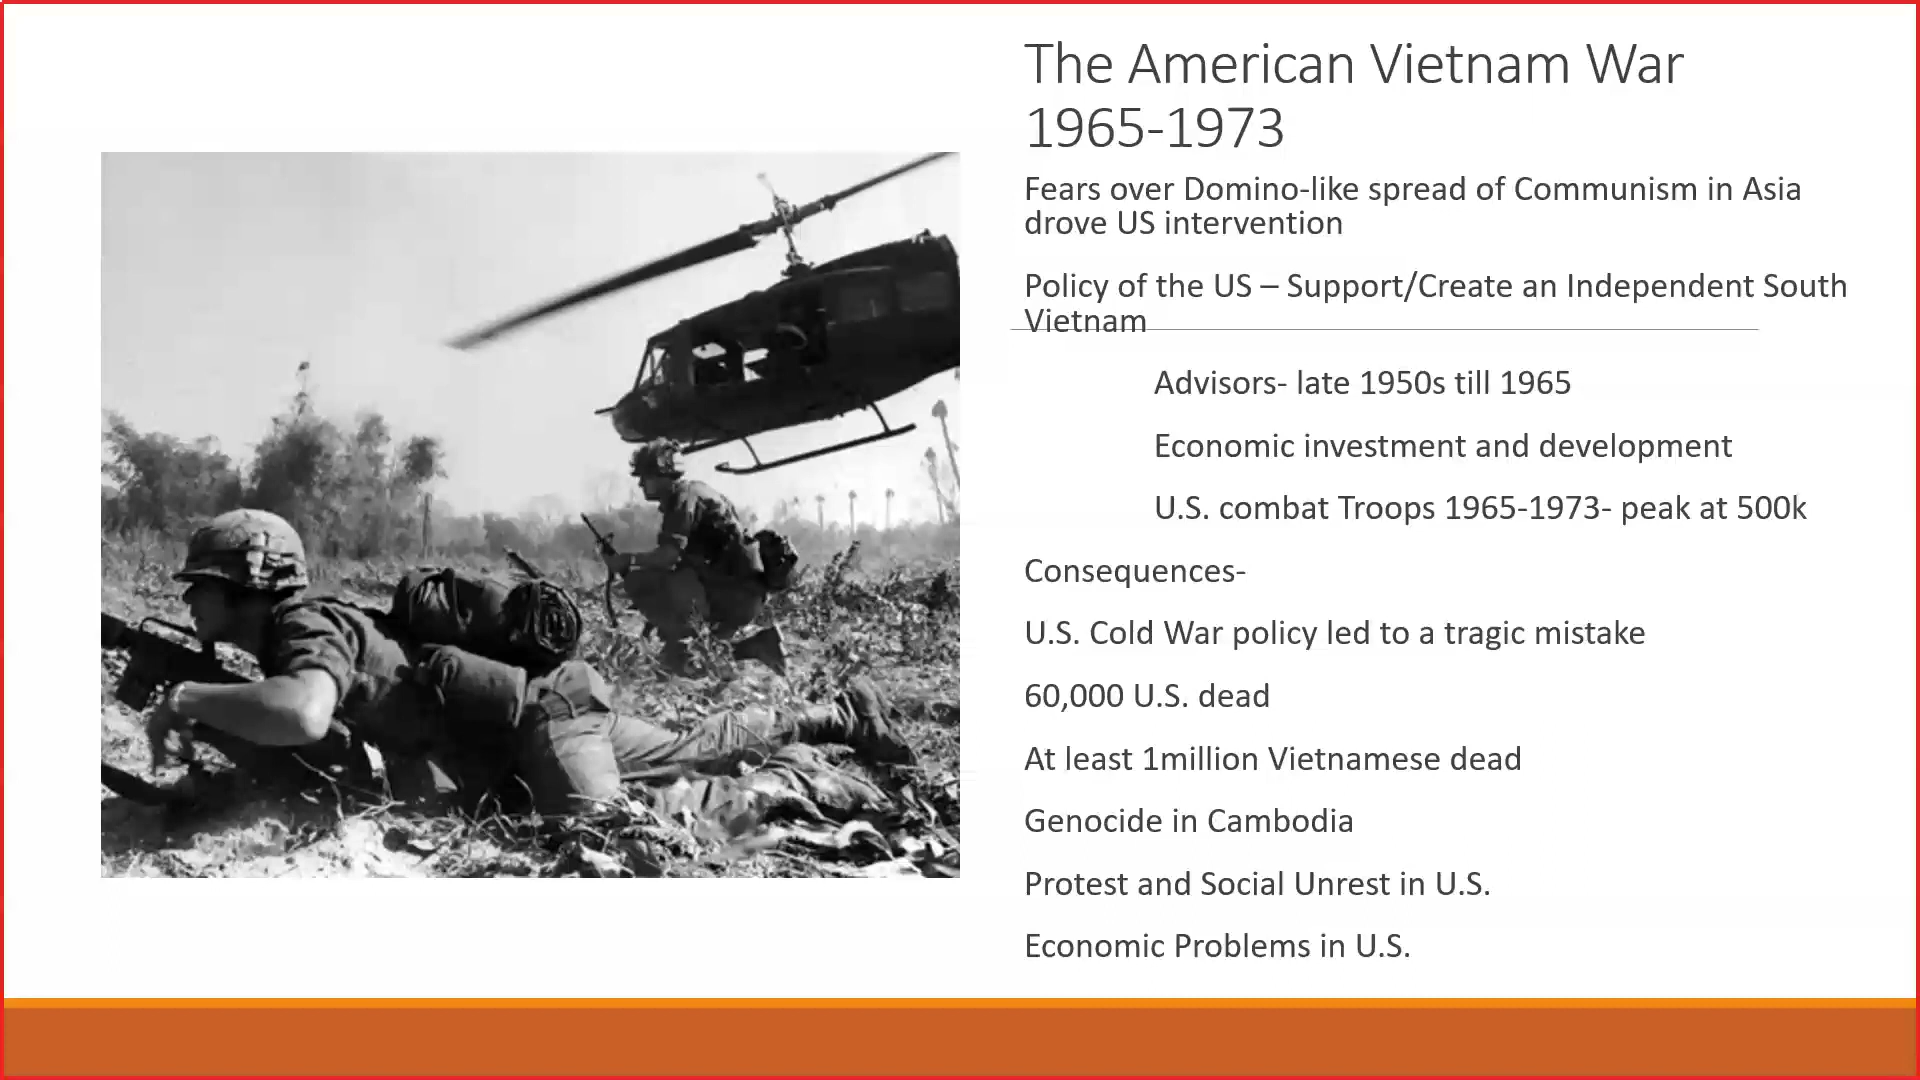 The American Vietnam War
1965-1973
Fears over Domino-like spread of Communism in Asia
drove US intervention
Policy of the US – Support/Create an Independent South
Vietnam
Advisors- late 1950s till 1965
Economic investment and development
U.S. combat Troops 1965-1973- peak at 500k
Consequences-
U.S. Cold War policy led to a tragic mistake
60,000 U.S. dead
At least 1million Vietnamese dead
Genocide in Cambodia
Protest and Social Unrest in U.S.
Economic Problems in U.S.